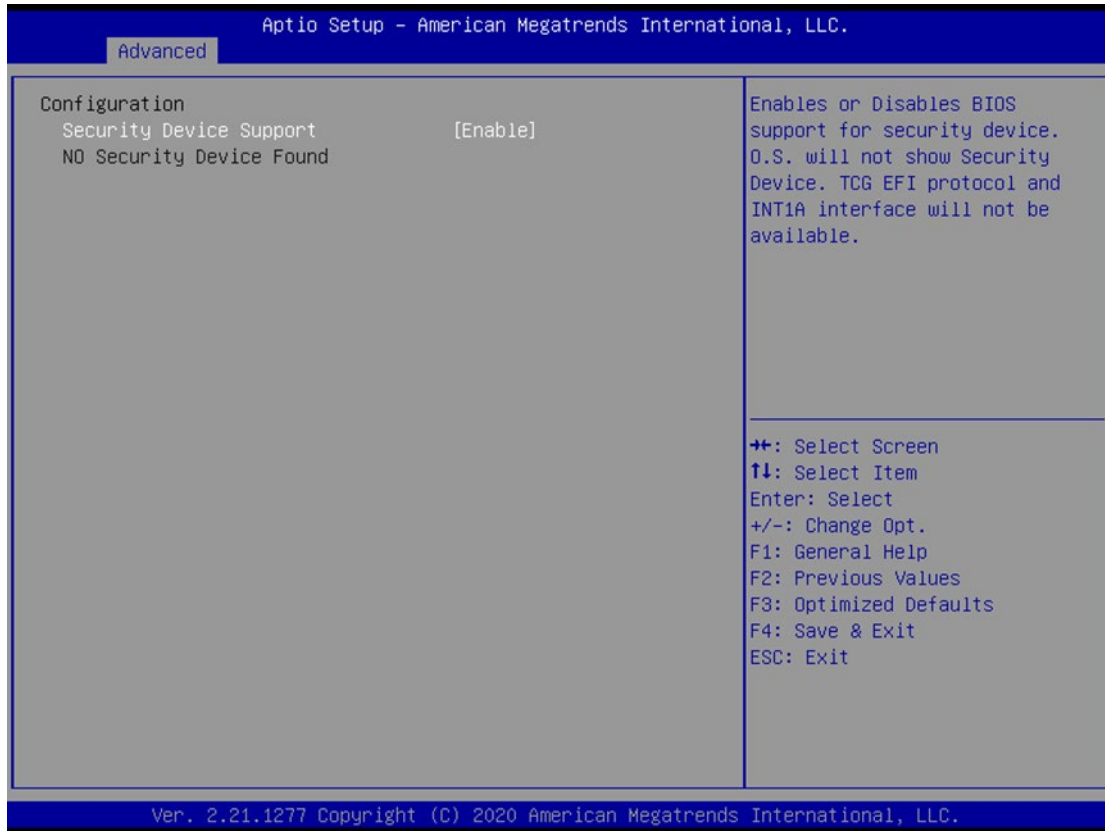 Aptio Setup – American Megatrends International, LLC.
Advanced
Configuration
Security Device Support [Enable]
NO Security Device Found
Enables or Disables BIOS
support for security device.
O.S. will not show Security
Device. TCG EFI protocol and
INT1A interface will not be
available.
→←: Select Screen
↑↓: Select Item
Enter: Select
+/-: Change Opt.
F1: General Help
F2: Previous Values
F3: Optimized Defaults
F4: Save & Exit
ESC: Exit
Ver. 2.21.1277 Copyright (C) 2020 American Megatrends International, LLC.